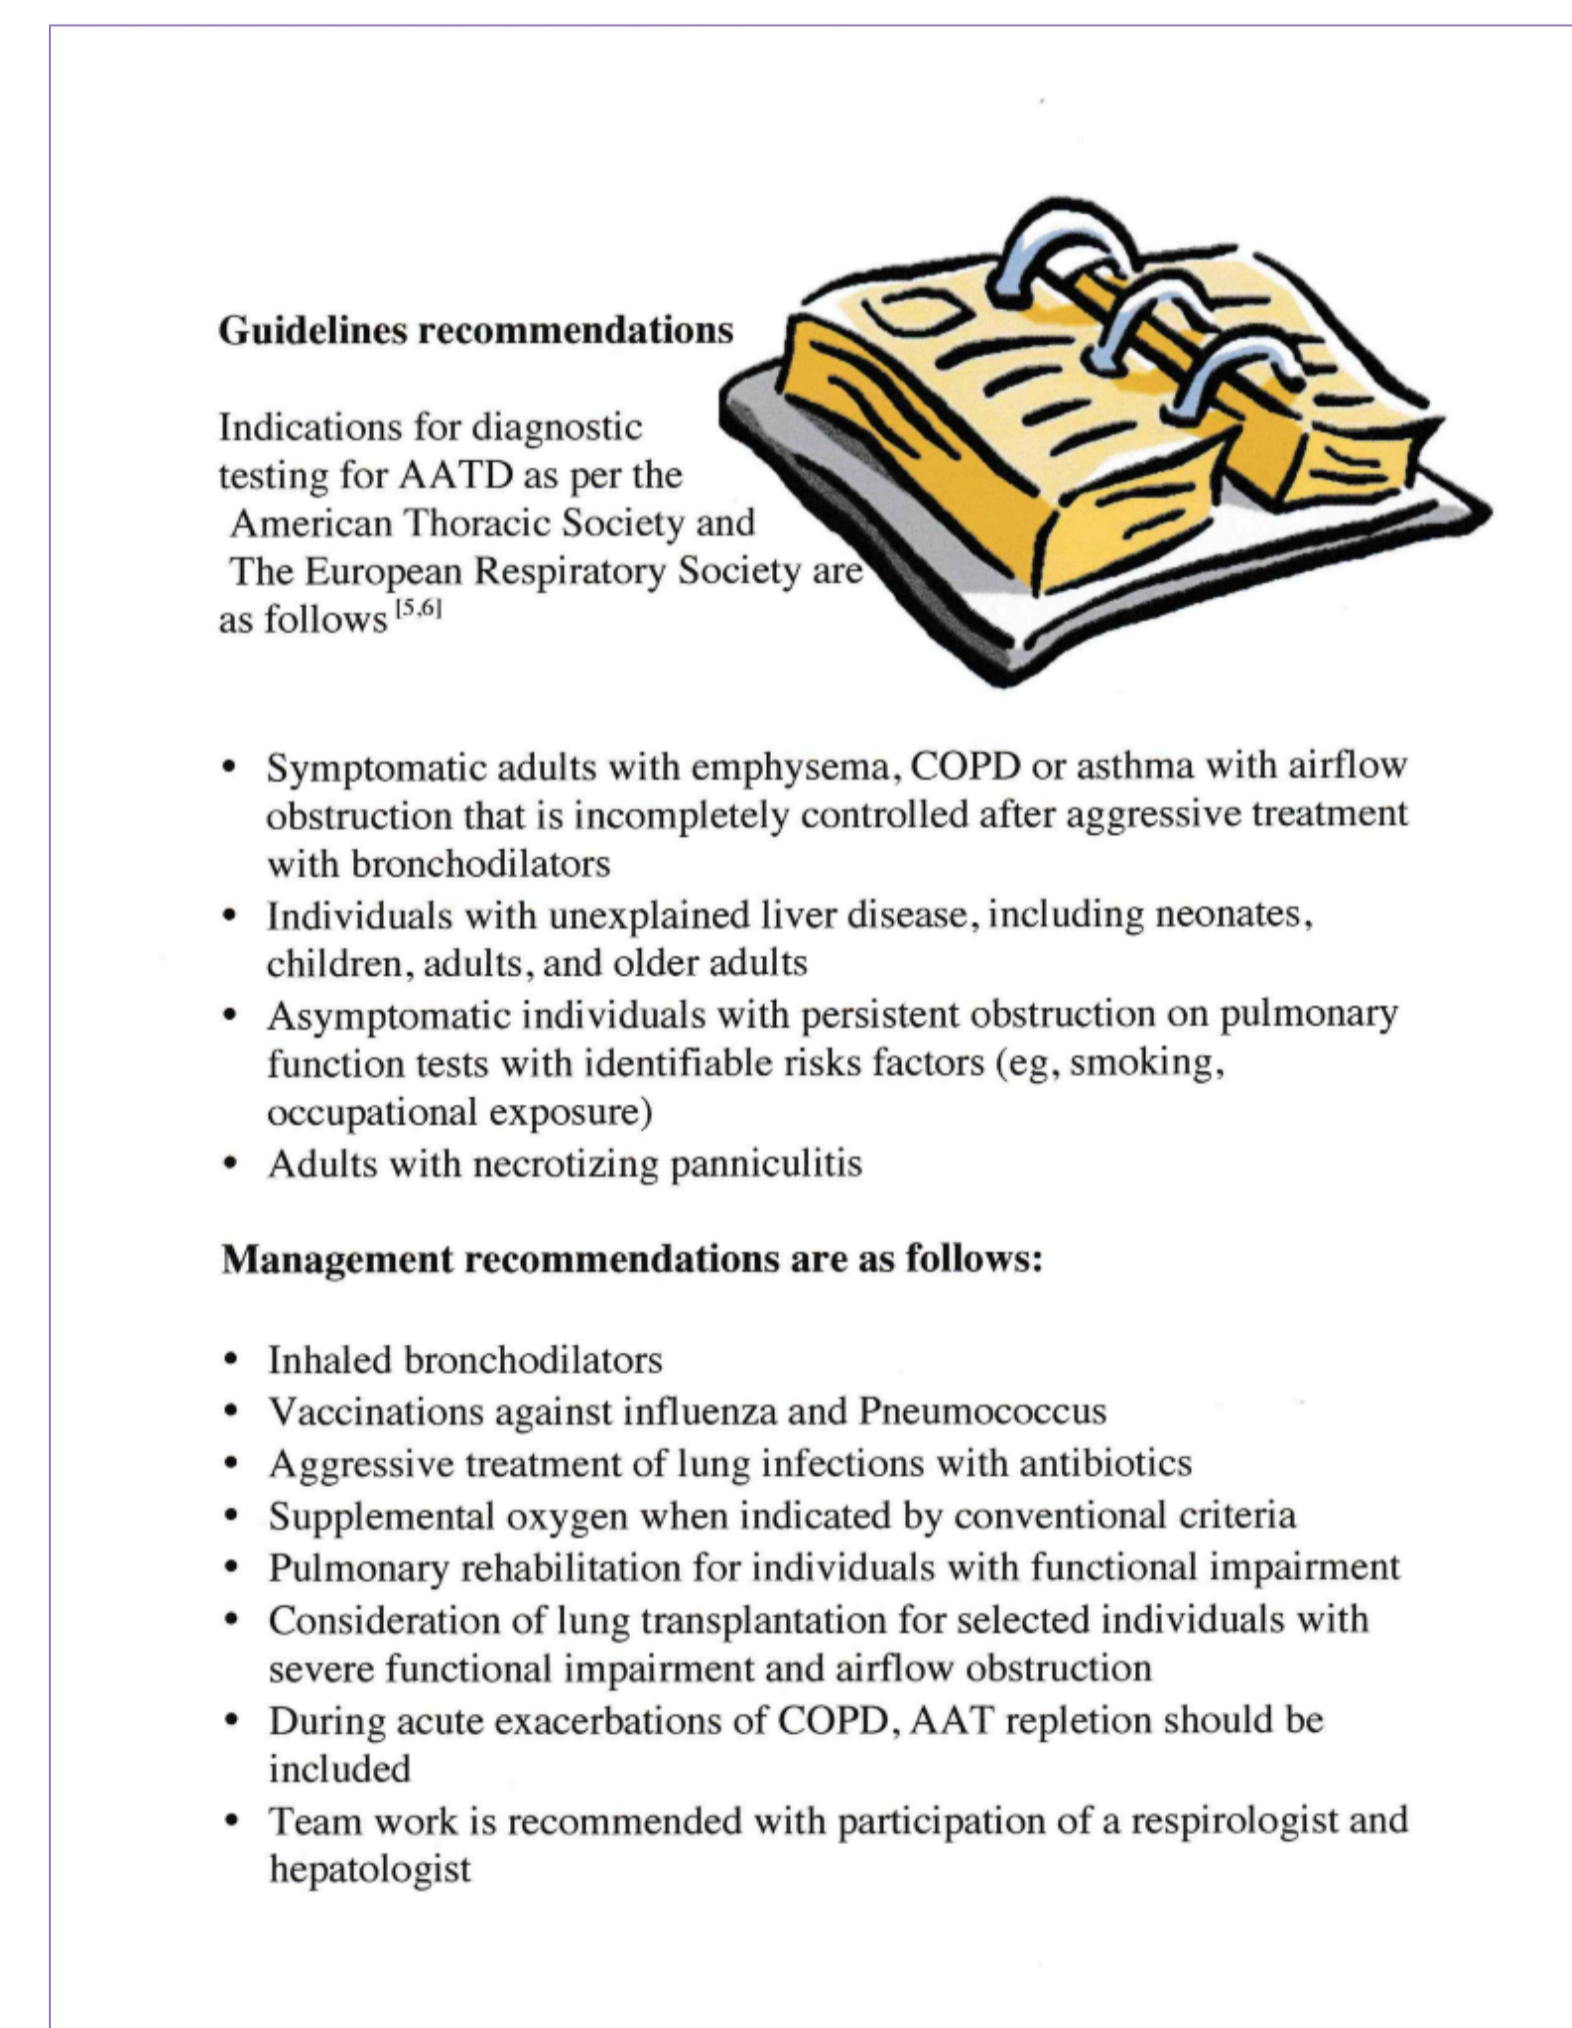 Guidelines recommendations
Indications for diagnostic
testing for AATD as per the
American Thoracic Society and
The European Respiratory Society are
as follows [5,6]
• Symptomatic adults with emphysema, COPD or asthma with airflow
obstruction that is incompletely controlled after aggressive treatment
with bronchodilators
• Individuals with unexplained liver disease, including neonates,
children, adults, and older adults
• Asymptomatic individuals with persistent obstruction on pulmonary
function tests with identifiable risks factors (eg, smoking,
occupational exposure)
• Adults with necrotizing panniculitis
Management recommendations are as follows:
• Inhaled bronchodilators
• Vaccinations against influenza and Pneumococcus
• Aggressive treatment of lung infections with antibiotics
• Supplemental oxygen when indicated by conventional criteria
• Pulmonary rehabilitation for individuals with functional impairment
• Consideration of lung transplantation for selected individuals with
severe functional impairment and airflow obstruction
• During acute exacerbations of COPD, AAT repletion should be
included
• Team work is recommended with participation of a respirologist and
hepatologist